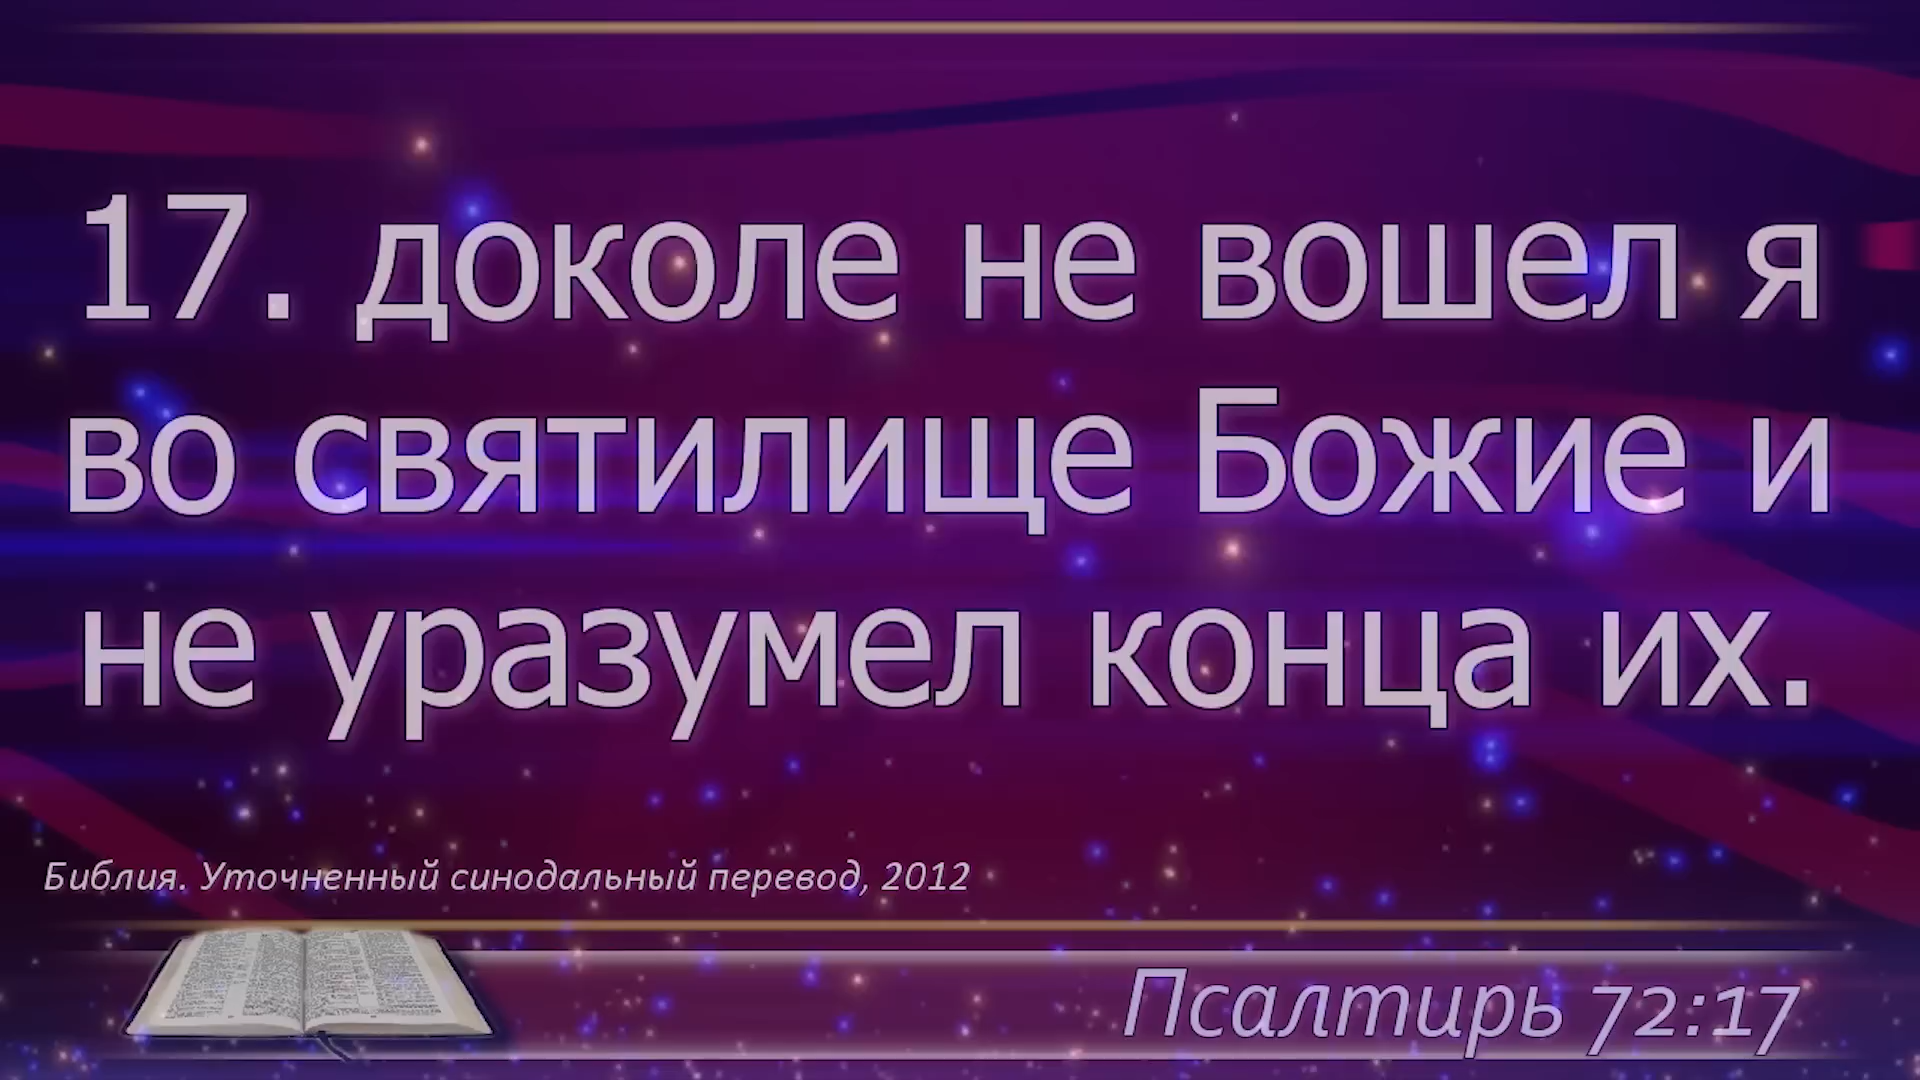 17. доколе не вошел я
во святилище Божие и
не уразумел конца их.
Библия. Уточненный синодальный перевод, 2012
Псалтирь 72:17